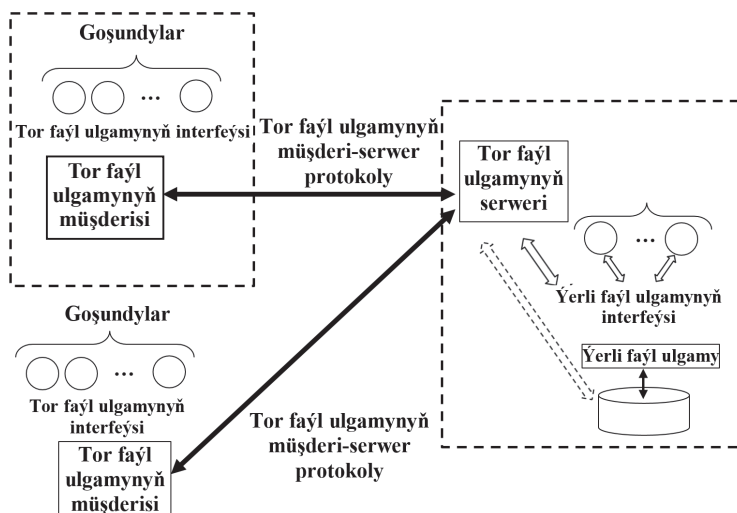 Goşundylar
...
Tor faýl ulgamynyň interfeýsi
Tor faýl
ulgamynyň
müşderisi
Tor faýl ulgamynyň
müşderi-serwer
protokoly
Tor faýl
ulgamynyň
serweri
...
Ýerli faýl ulgamynyň
interfeýsi
Ýerli faýl ulgamy
Goşundylar
...
Tor faýl ulgamynyň
interfeýsi
Tor faýl
ulgamynyň
müşderisi
Tor faýl ulgamynyň
müşderi-serwer
protokoly